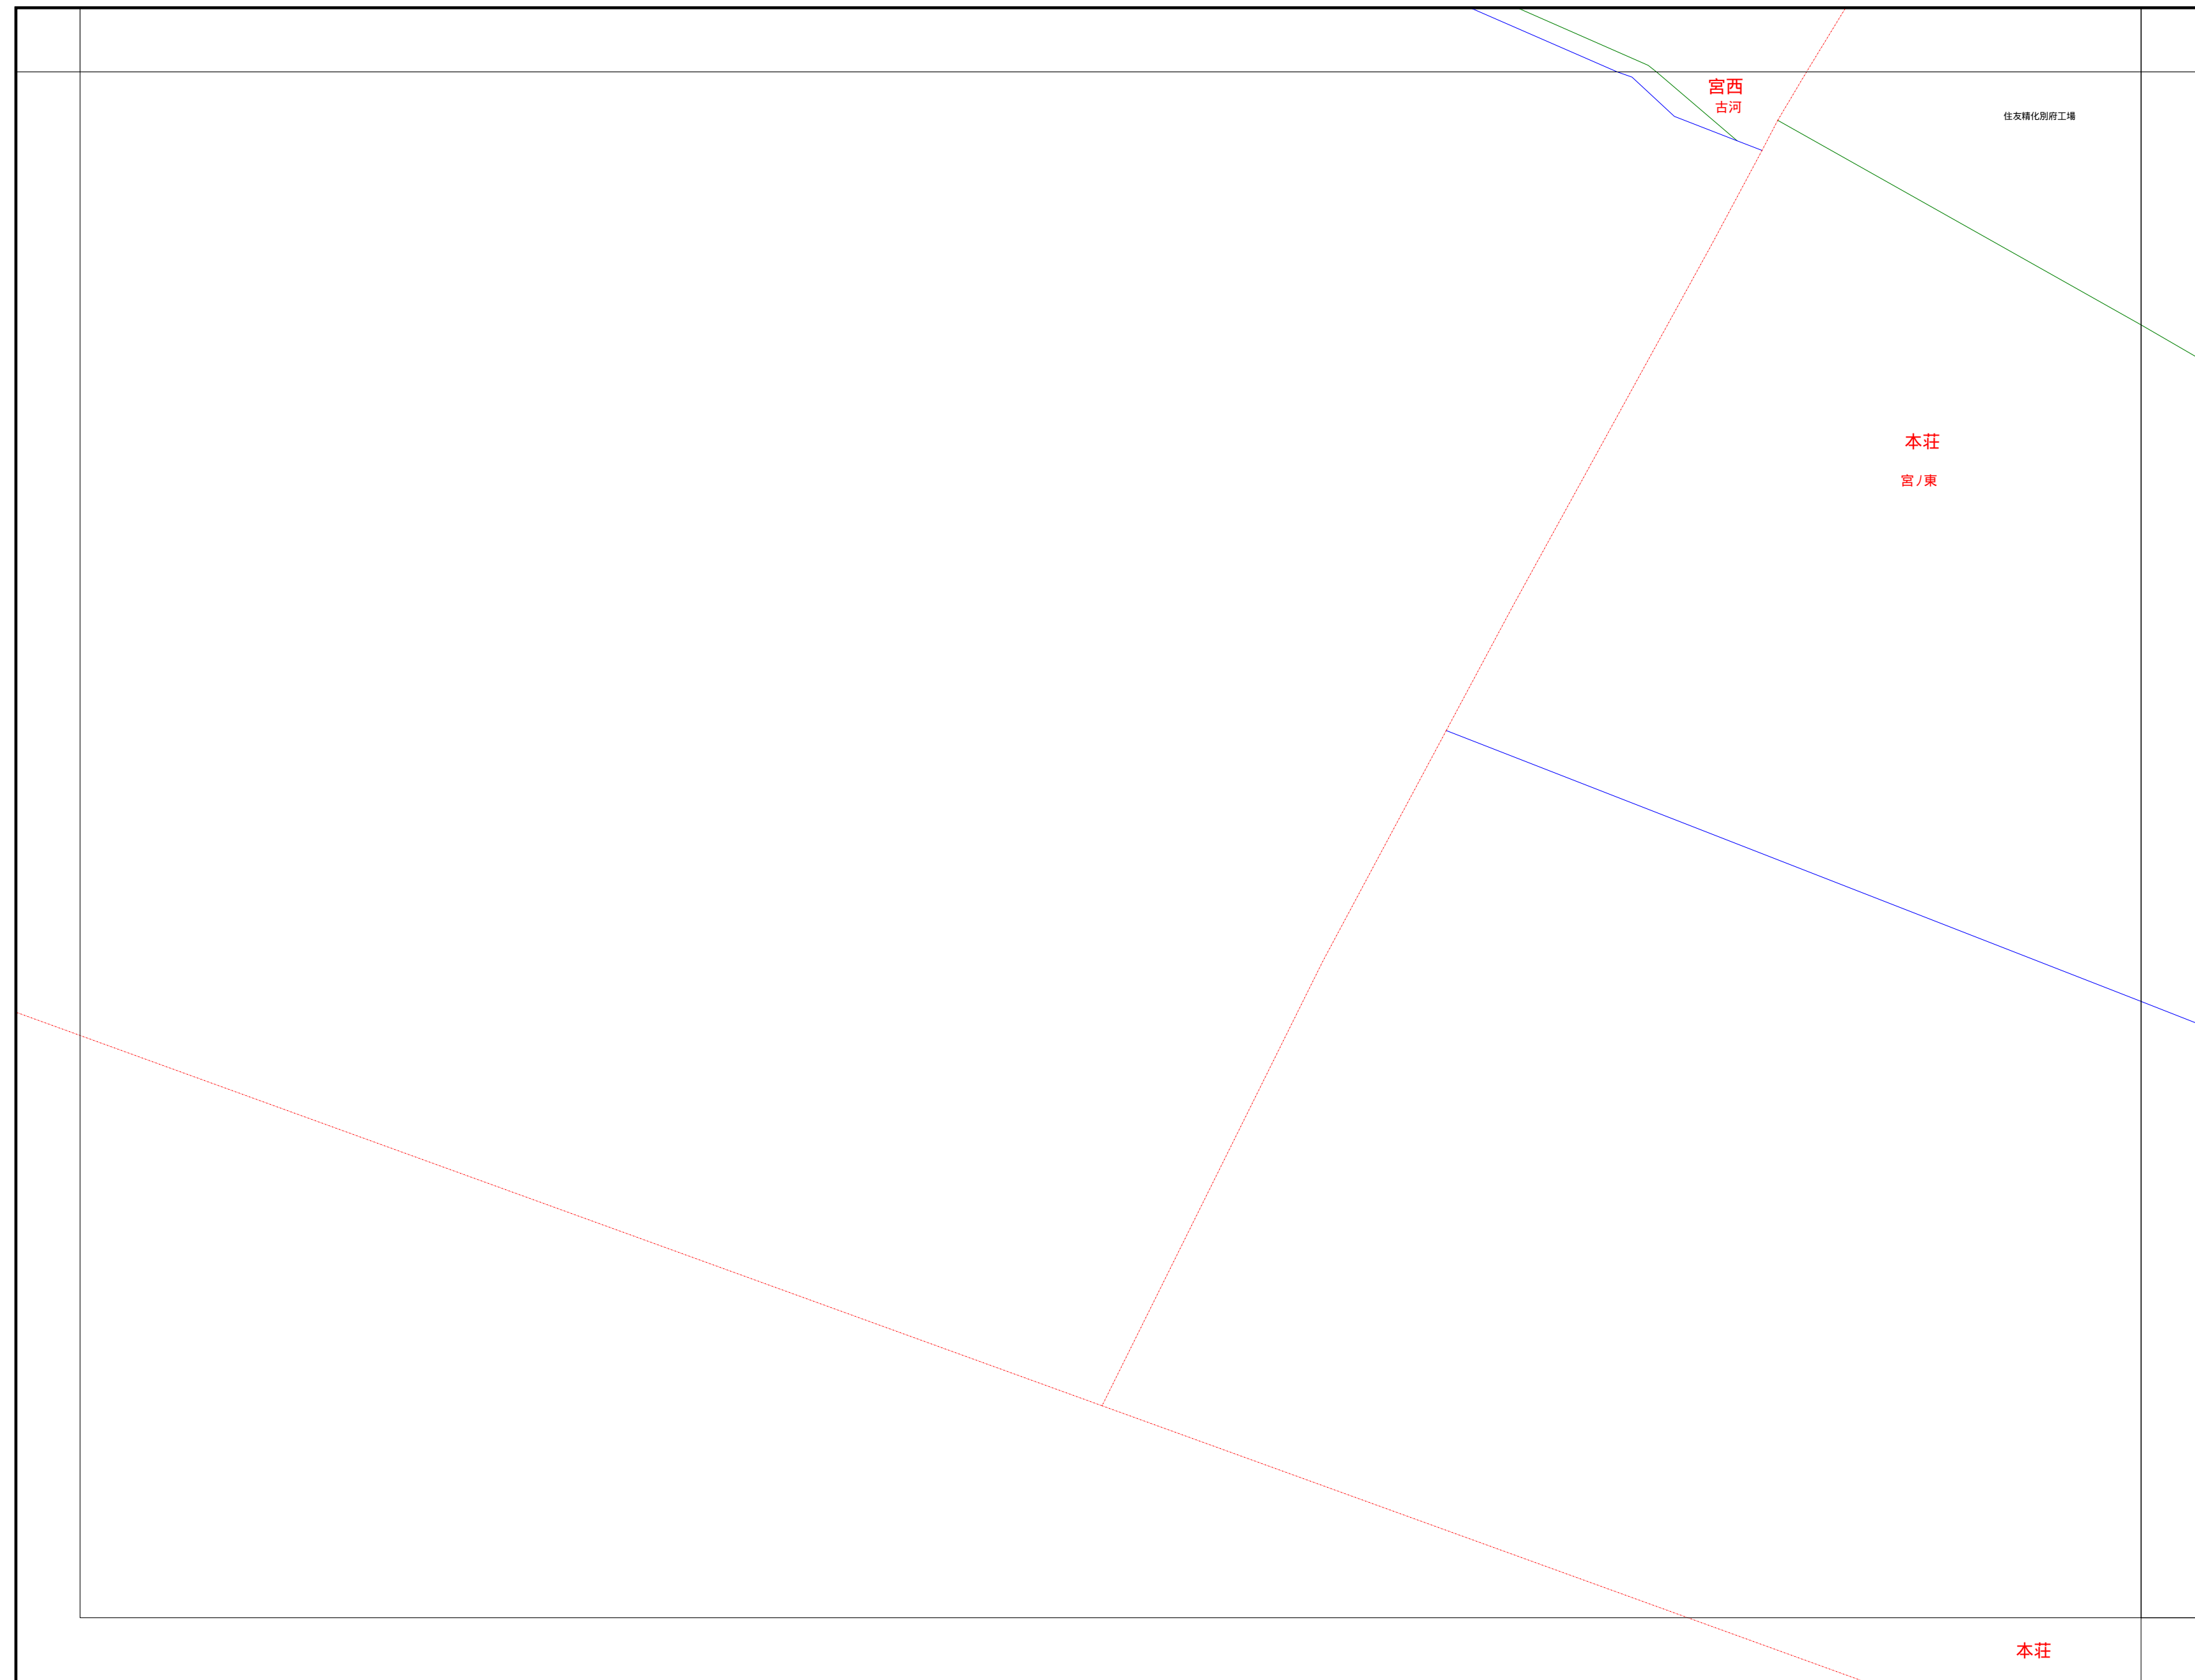 宮西
古河
住友精化別府工場
本荘
宮ノ東
本荘